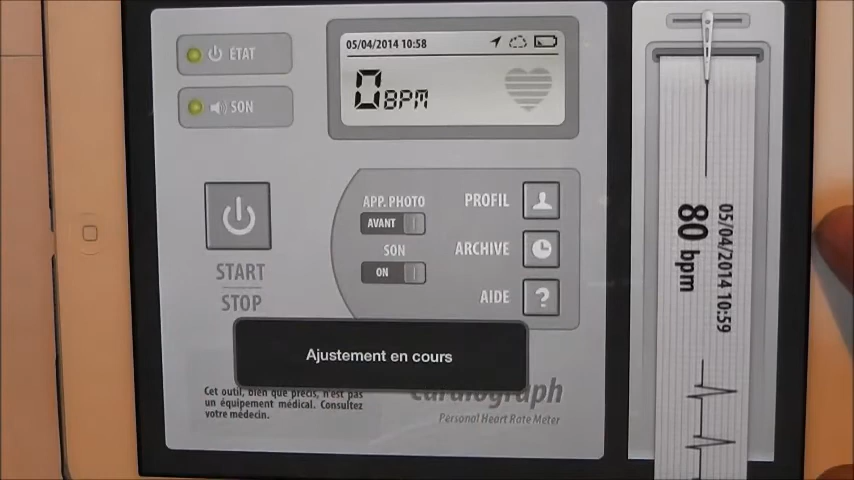 05/04/2014 10:58
ÉTAT
0 BPM
SON
APP. PHOTO
AVANT
PROFIL
SON
ON
ARCHIVE
AIDE
START
STOP
Ajustement en cours
Cet outil, bien que précis, n'est pas
un équipement médical. Consultez
votre médecin.
Cardiograph
Personal Heart Rate Meter
05/04/2014 10:59
80 bpm